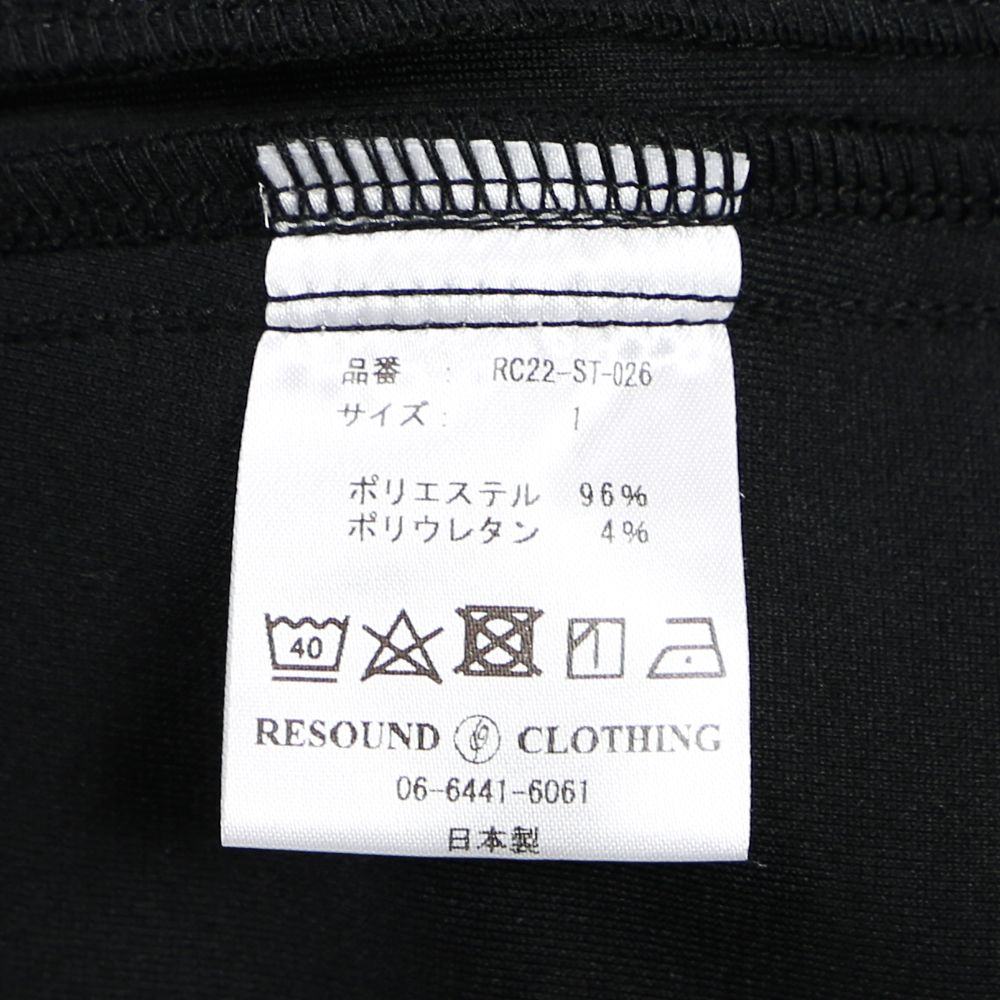 品番 : RC22-ST-026
サイズ: 1
ポリエステル 96%
ポリウレタン 4%
40
RESOUND CLOTHING
06-6441-6061
日本製